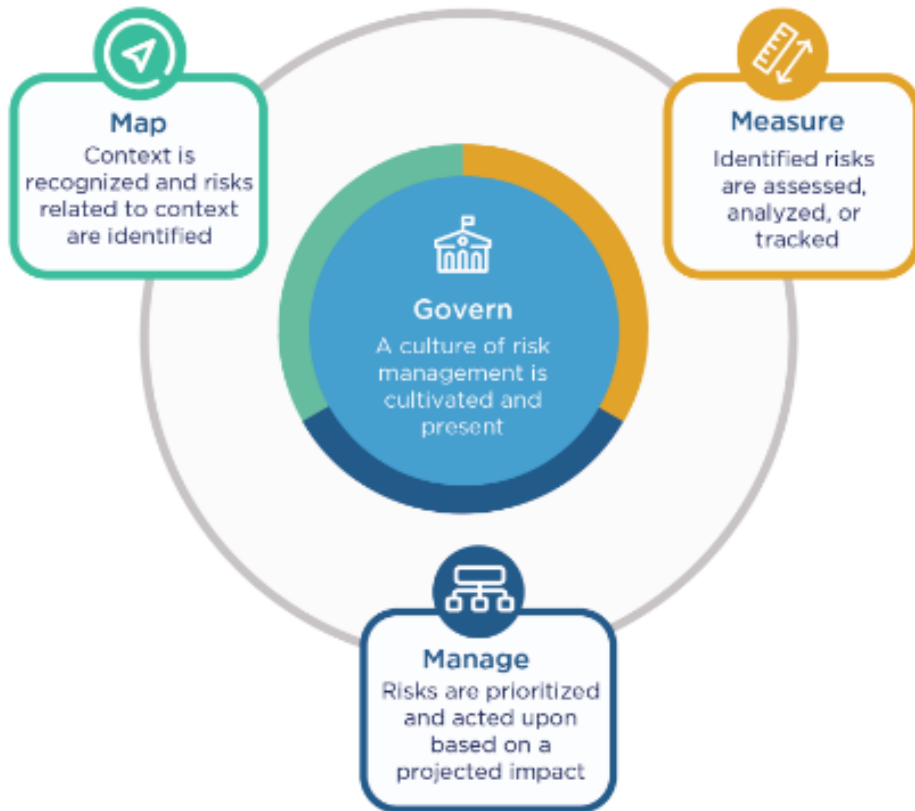 Map
Context is
recognized and risks
related to context
are identified
Measure
Identified risks
are assessed,
analyzed, or
tracked
Govern
A culture of risk
management is
cultivated and
present
Manage
Risks are prioritized
and acted upon
based on a
projected impact